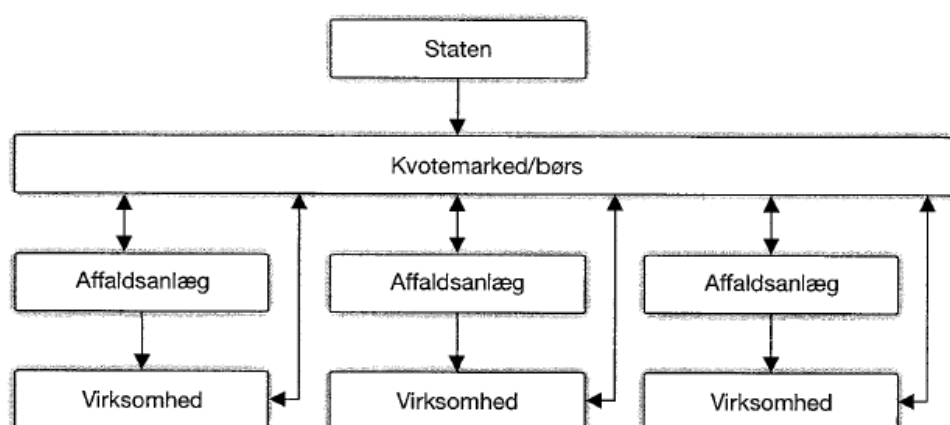 Staten
Kvotemarked/børs
Affaldsanlæg
Affaldsanlæg
Affaldsanlæg
Virksomhed
Virksomhed
Virksomhed